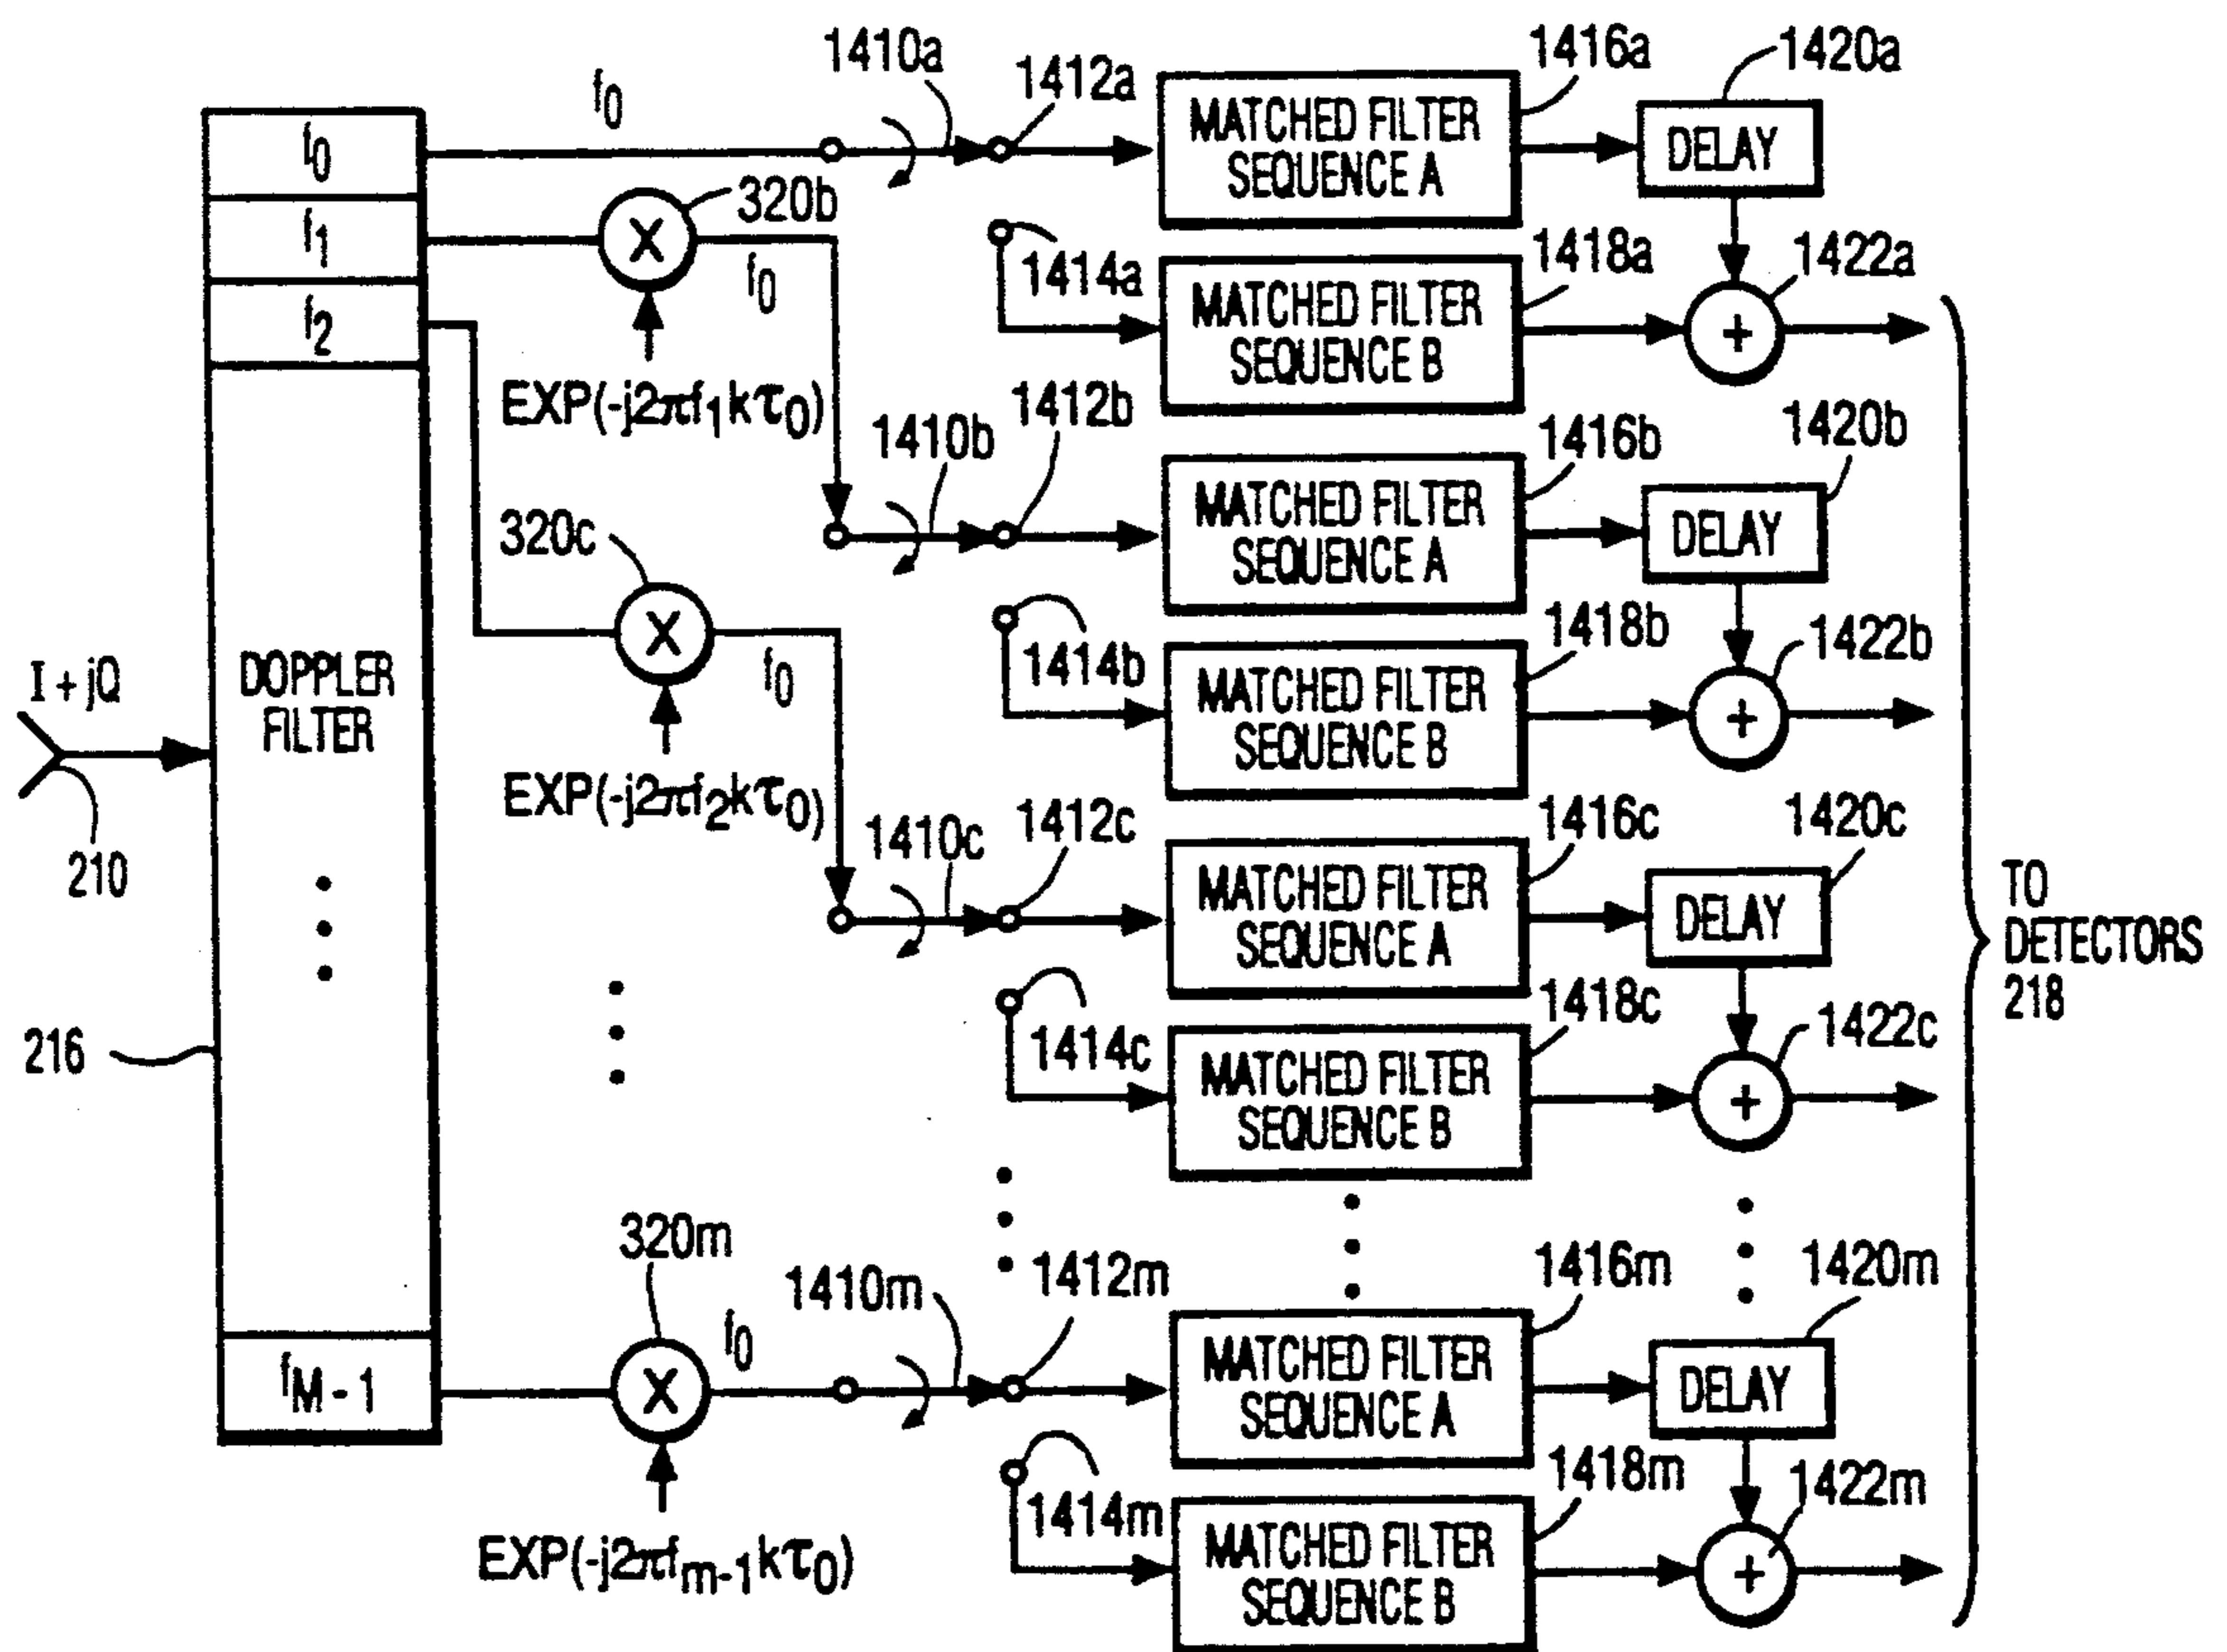 f0
f1
f2
DOPPLER
FILTER
fM-1
I + jQ
210
216
f0
320b
f0
EXP(-j2πf1kτ0)
320c
f0
EXP(-j2πf2kτ0)
320m
f0
EXP(-j2πfm-1kτ0)
1410a
1412a
1414a
MATCHED FILTER
SEQUENCE A
1416a
DELAY
1420a
MATCHED FILTER
SEQUENCE B
1418a
+
1422a
1410b
1412b
1414b
MATCHED FILTER
SEQUENCE A
1416b
DELAY
1420b
MATCHED FILTER
SEQUENCE B
1418b
+
1422b
1410c
1412c
1414c
MATCHED FILTER
SEQUENCE A
1416c
DELAY
1420c
MATCHED FILTER
SEQUENCE B
1418c
+
1422c
1410m
1412m
1414m
MATCHED FILTER
SEQUENCE A
1416m
DELAY
1420m
MATCHED FILTER
SEQUENCE B
1418m
+
1422m
X
X
X
TO
DETECTORS
218